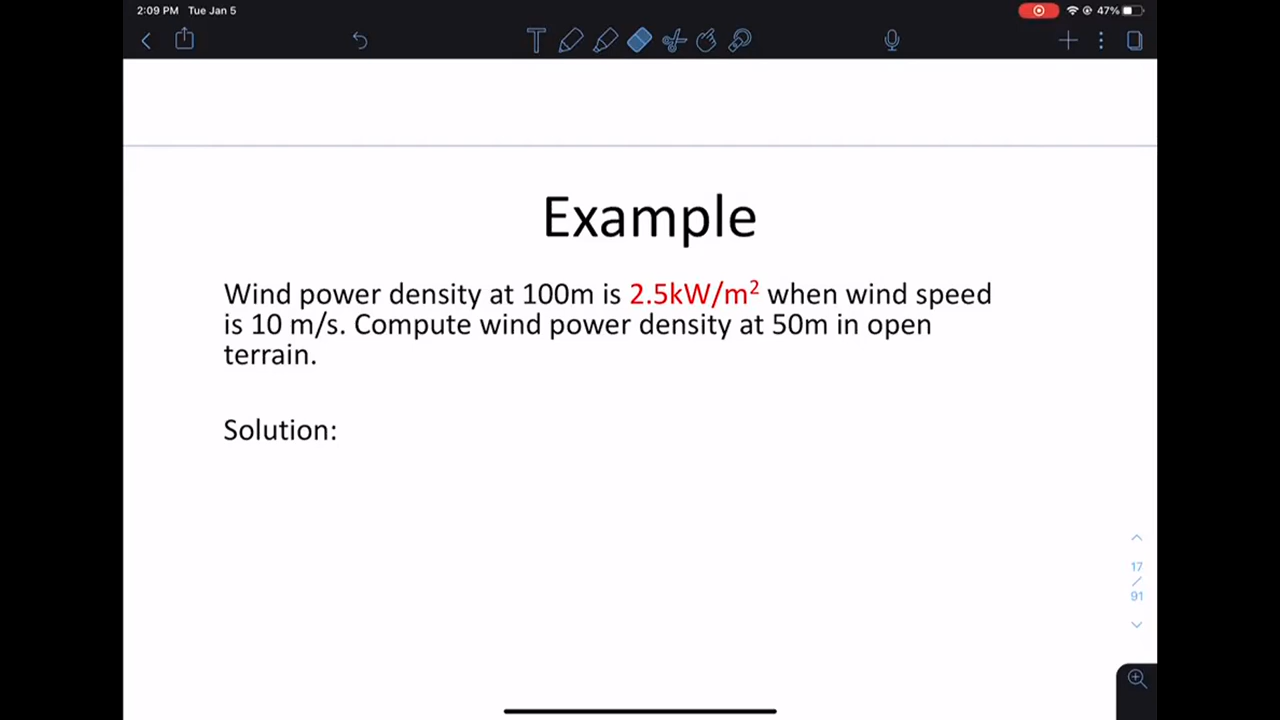 2:09 PM Tue Jan 5
47%
T
Example
Wind power density at 100m is 2.5kW/m² when wind speed
is 10 m/s. Compute wind power density at 50m in open
terrain.
Solution:
17
/
91